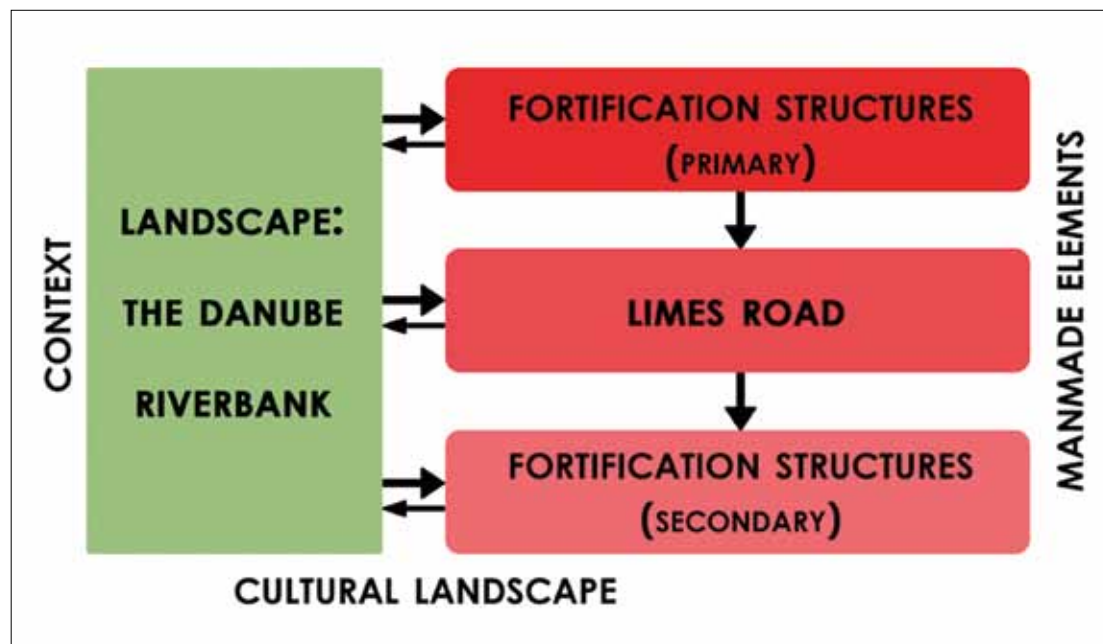 CONTEXT
LANDSCAPE:
THE DANUBE
RIVERBANK
FORTIFICATION STRUCTURES
(PRIMARY)
LIMES ROAD
FORTIFICATION STRUCTURES
(SECONDARY)
MANMADE ELEMENTS
CULTURAL LANDSCAPE